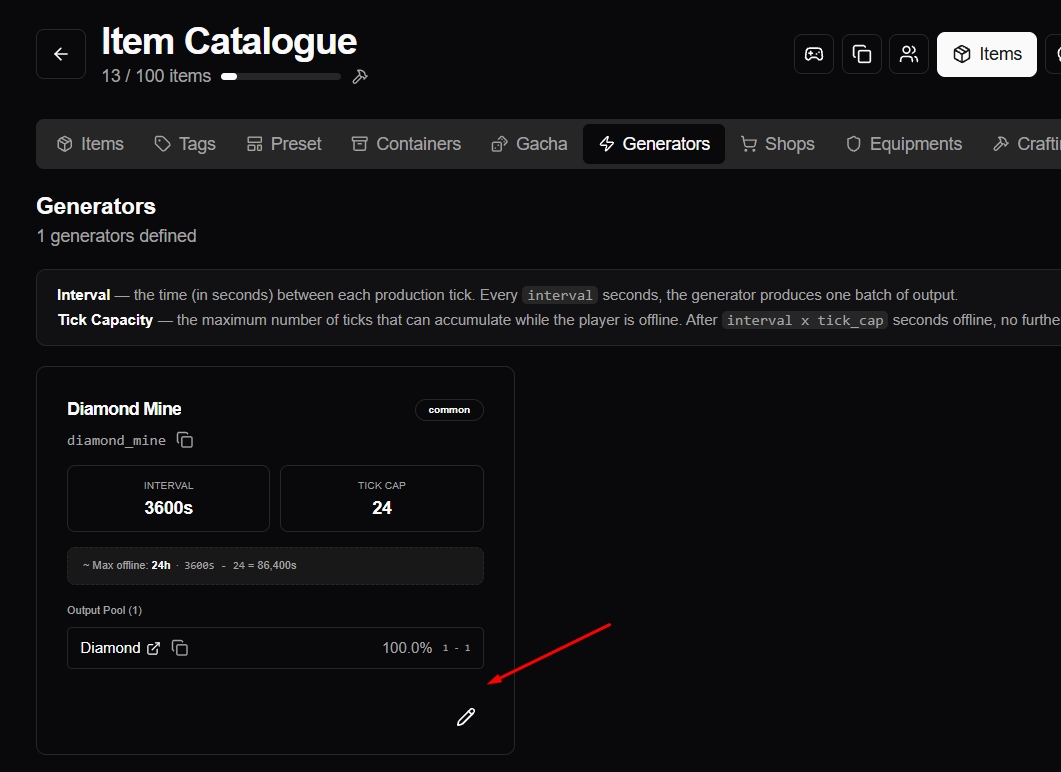 Item Catalogue
13 / 100 items
Items
Items Tags Preset Containers Gacha Generators Shops Equipments
Generators
1 generators defined
Interval — the time (in seconds) between each production tick. Every interval seconds, the generator produces one batch of output.
Tick Capacity — the maximum number of ticks that can accumulate while the player is offline. After interval x tick_cap seconds offline, no
Diamond Mine
common
diamond_mine
INTERVAL
3600s
TICK CAP
24
~ Max offline: 24h · 3600s - 24 = 86,400s
Output Pool (1)
Diamond 100.0% 1 - 1